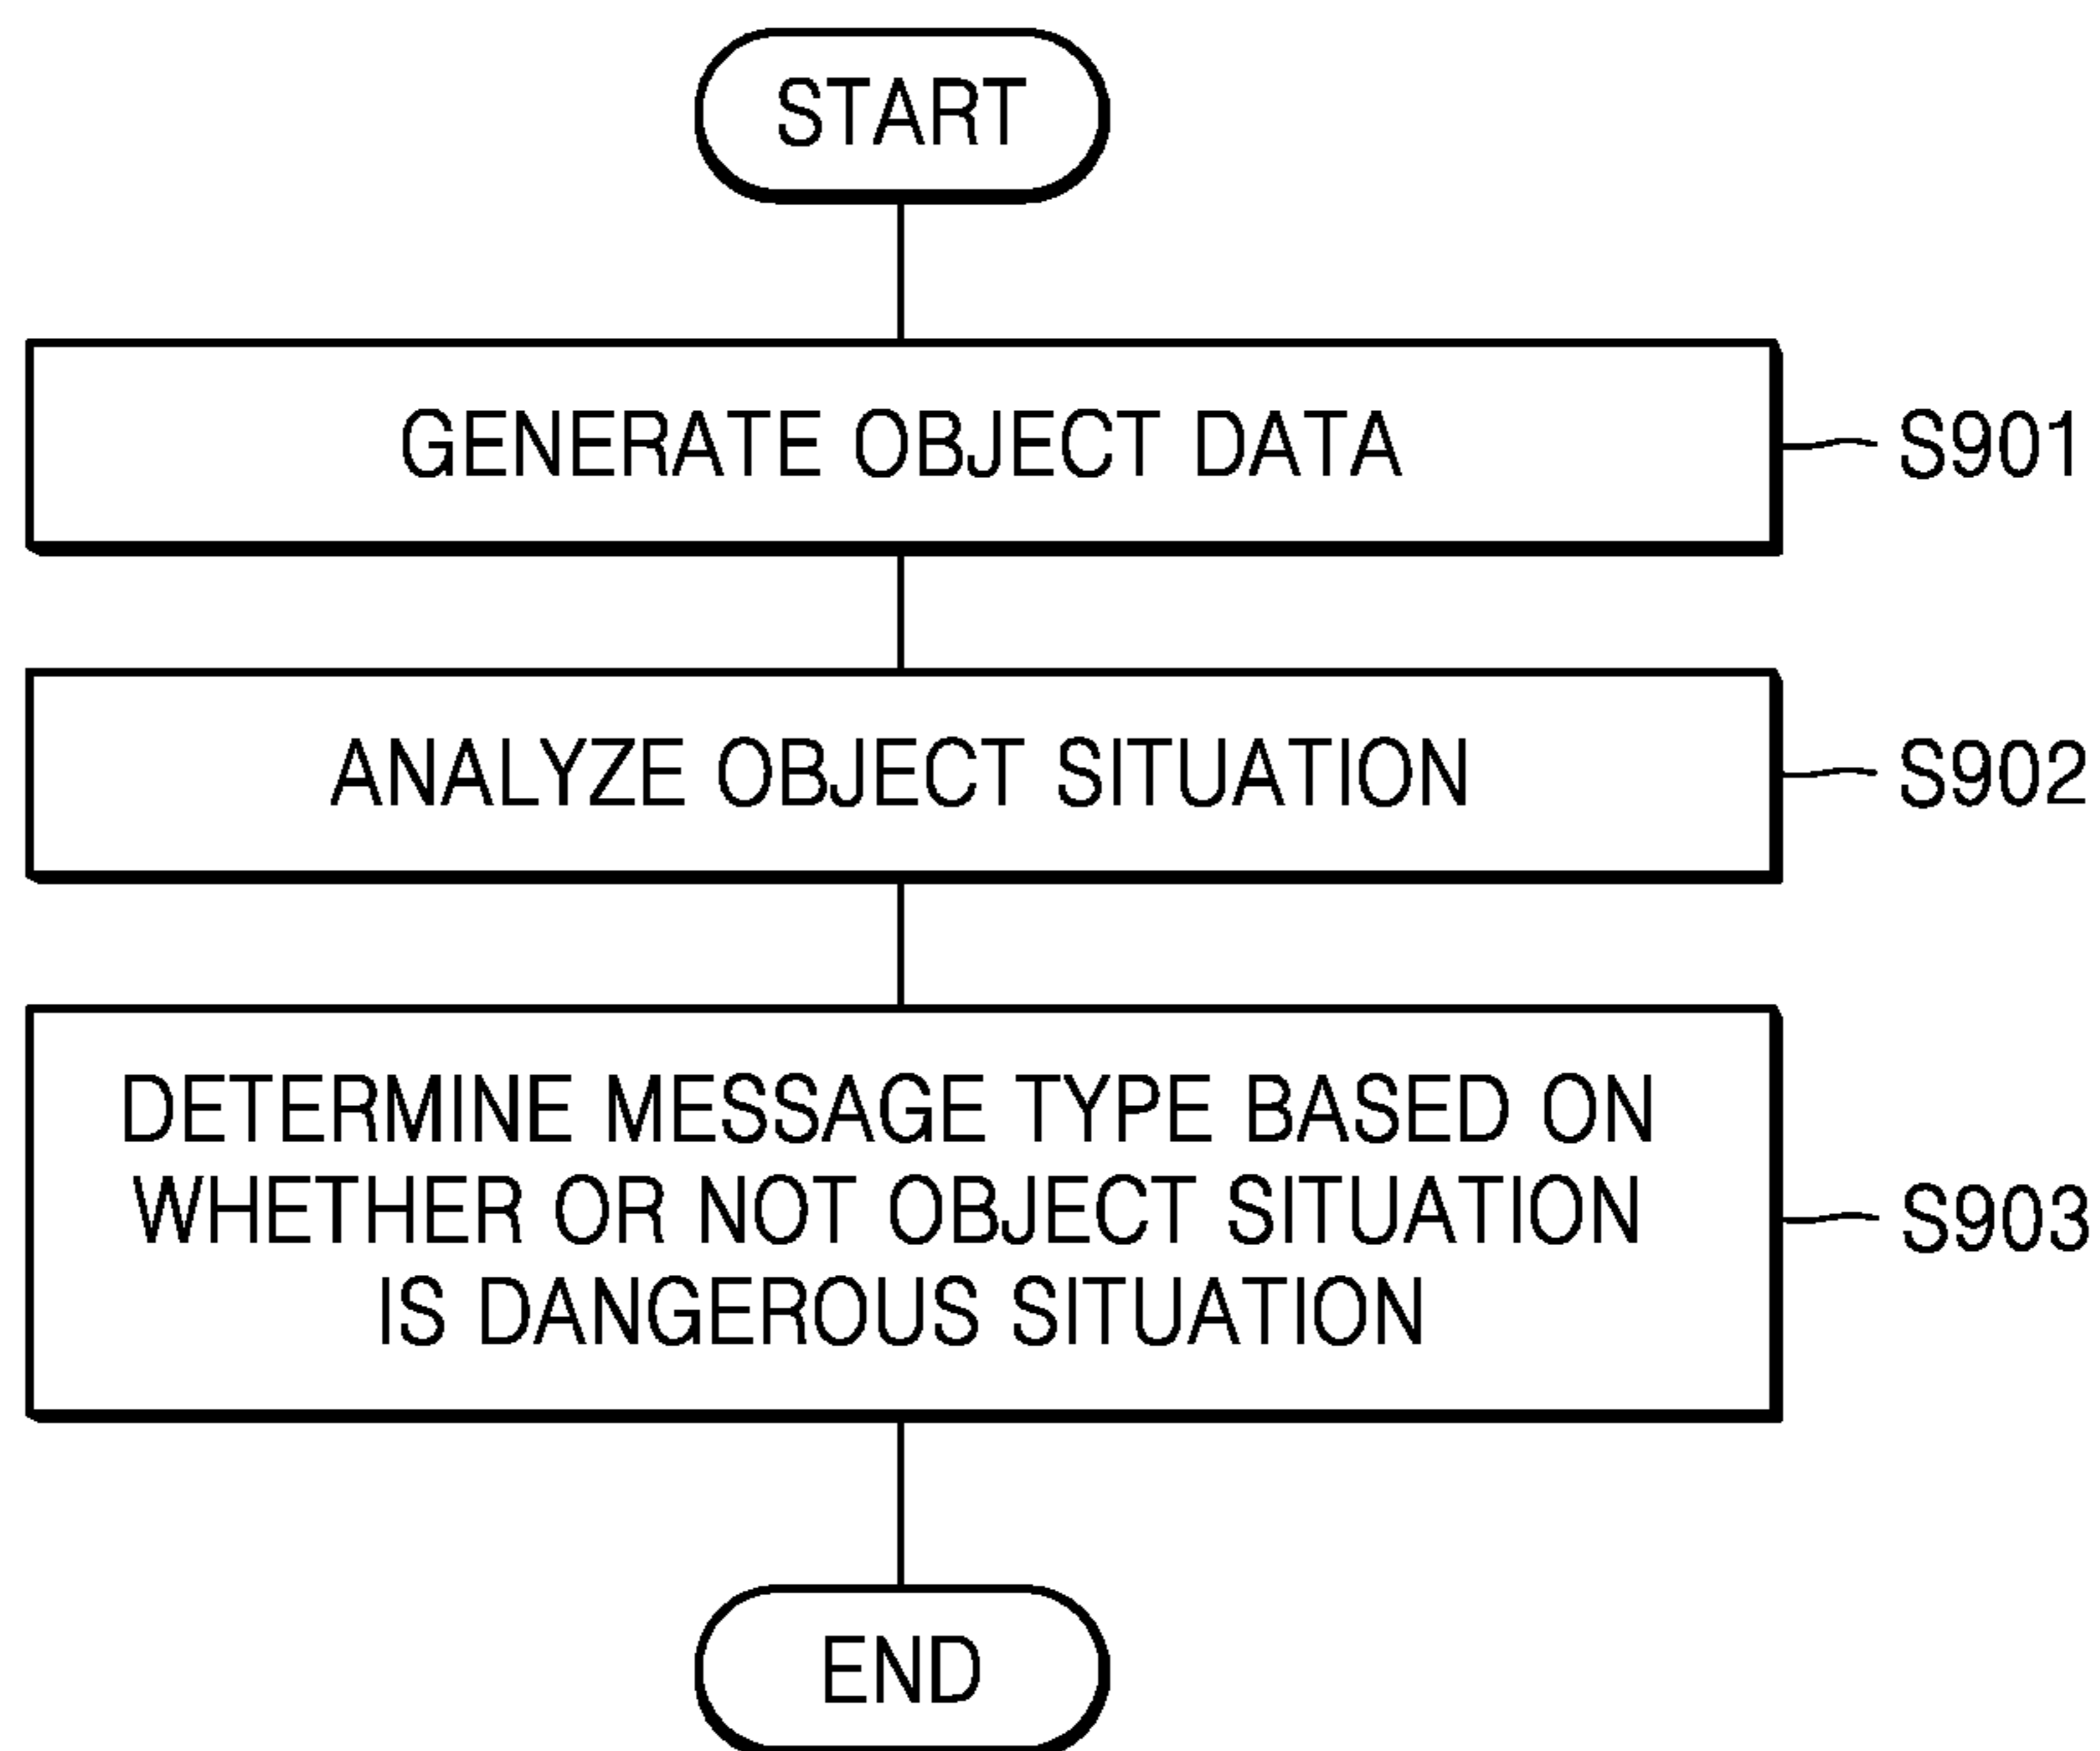 START
GENERATE OBJECT DATA
S901
ANALYZE OBJECT SITUATION
S902
DETERMINE MESSAGE TYPE BASED ON
WHETHER OR NOT OBJECT SITUATION
IS DANGEROUS SITUATION
S903
END